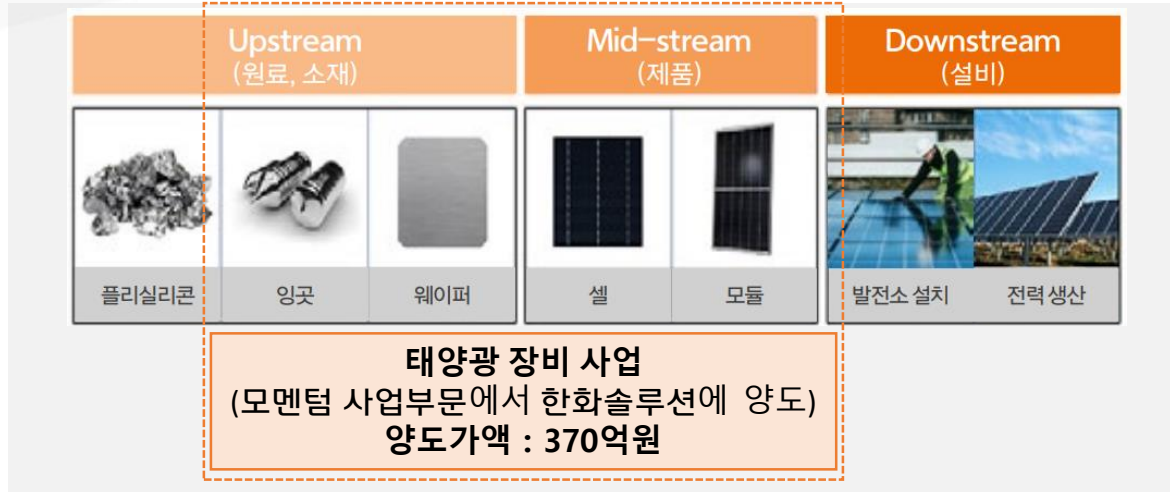 Upstream
(원료, 소재)
Mid-stream
(제품)
Downstream
(설비)
플리실리콘
잉곳
웨이퍼
셀
모듈
발전소 설치
전력 생산
태양광 장비 사업
(모멘텀 사업부문에서 한화솔루션에 양도)
양도가액 : 370억원